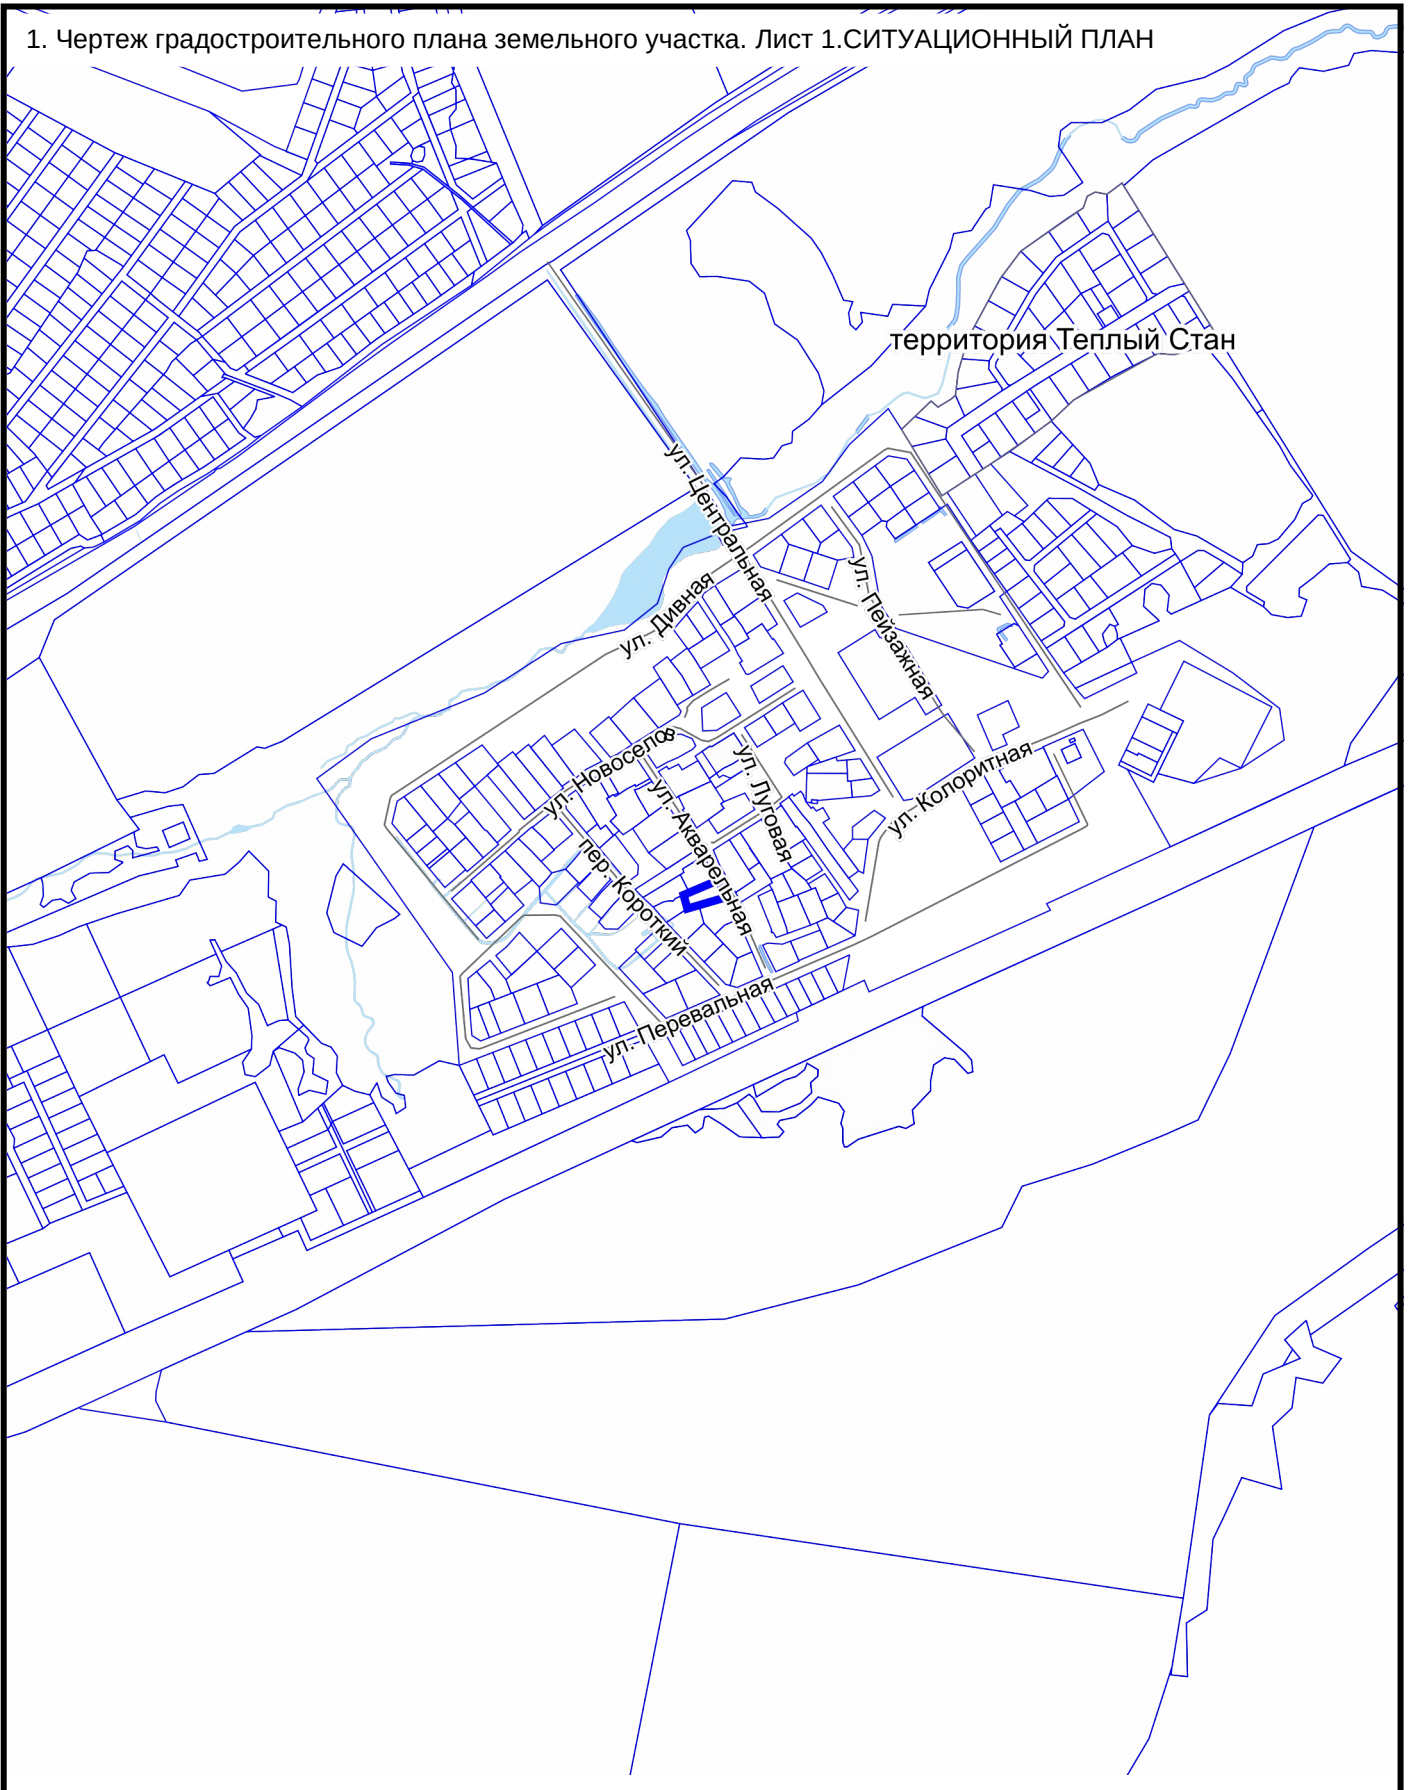 1. Чертеж градостроительного плана земельного участка. Лист 1.СИТУАЦИОННЫЙ ПЛАН
территория Теплый Стан
ул. Центральная
ул. Дивная
ул. Пейзажная
ул. Новоселов
ул. Луговая
ул. Колоритная
ул. Акварельная
пер. Короткий
ул. Перевальная